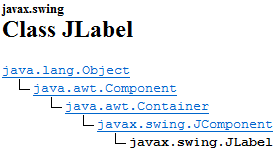 javax.swing
Class JLabel
java.lang.Object
java.awt.Component
java.awt.Container
javax.swing.JComponent
javax.swing.JLabel